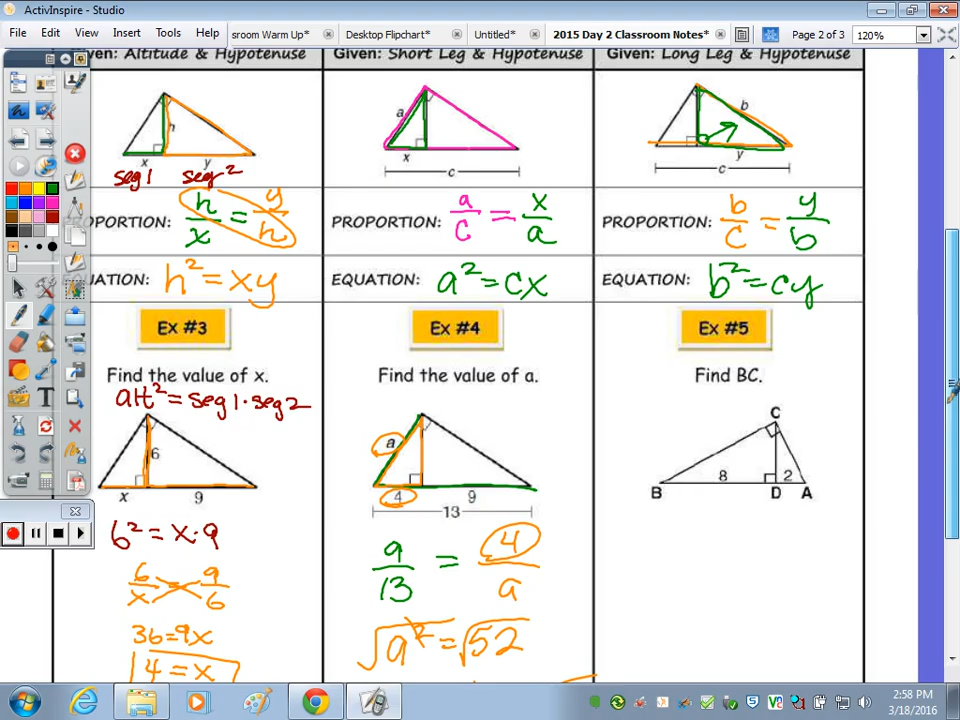 ActivInspire - Studio
File Edit View Insert Tools Help
sroom Warm Up* Desktop Flipchart* Untitled* 2015 Day 2 Classroom Notes* Page 2 of 3 120%
en: Altitude & Hypotenuse
Given: Short Leg & Hypotenuse
Given: Long Leg & Hypotenuse
h
x y
seg 1 seg 2
a
x
c
b
y
c
OPORTION: h/x = y/h
PROPORTION: a/c = x/a
PROPORTION: b/c = y/b
UATION: h² = xy
EQUATION: a² = cx
EQUATION: b² = cy
Ex #3
Find the value of x.
alt² = seg 1 · seg 2
6
x 9
6² = x · 9
6/x = 9/6
36 = 9x
4 = x
Ex #4
Find the value of a.
a
4 9
13
a/13 = 4/a
√a² = √52
Ex #5
Find BC.
C
8 2
B D A
2:58 PM
3/18/2016